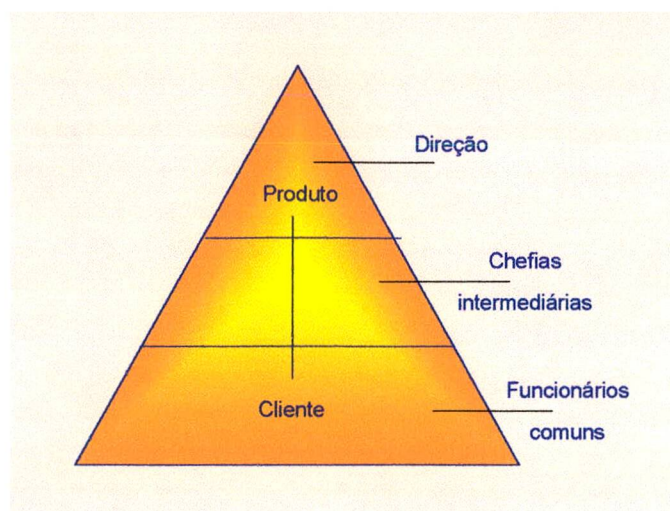 Direção
Produto
Chefias
intermediárias
Funcionários
Cliente
comuns